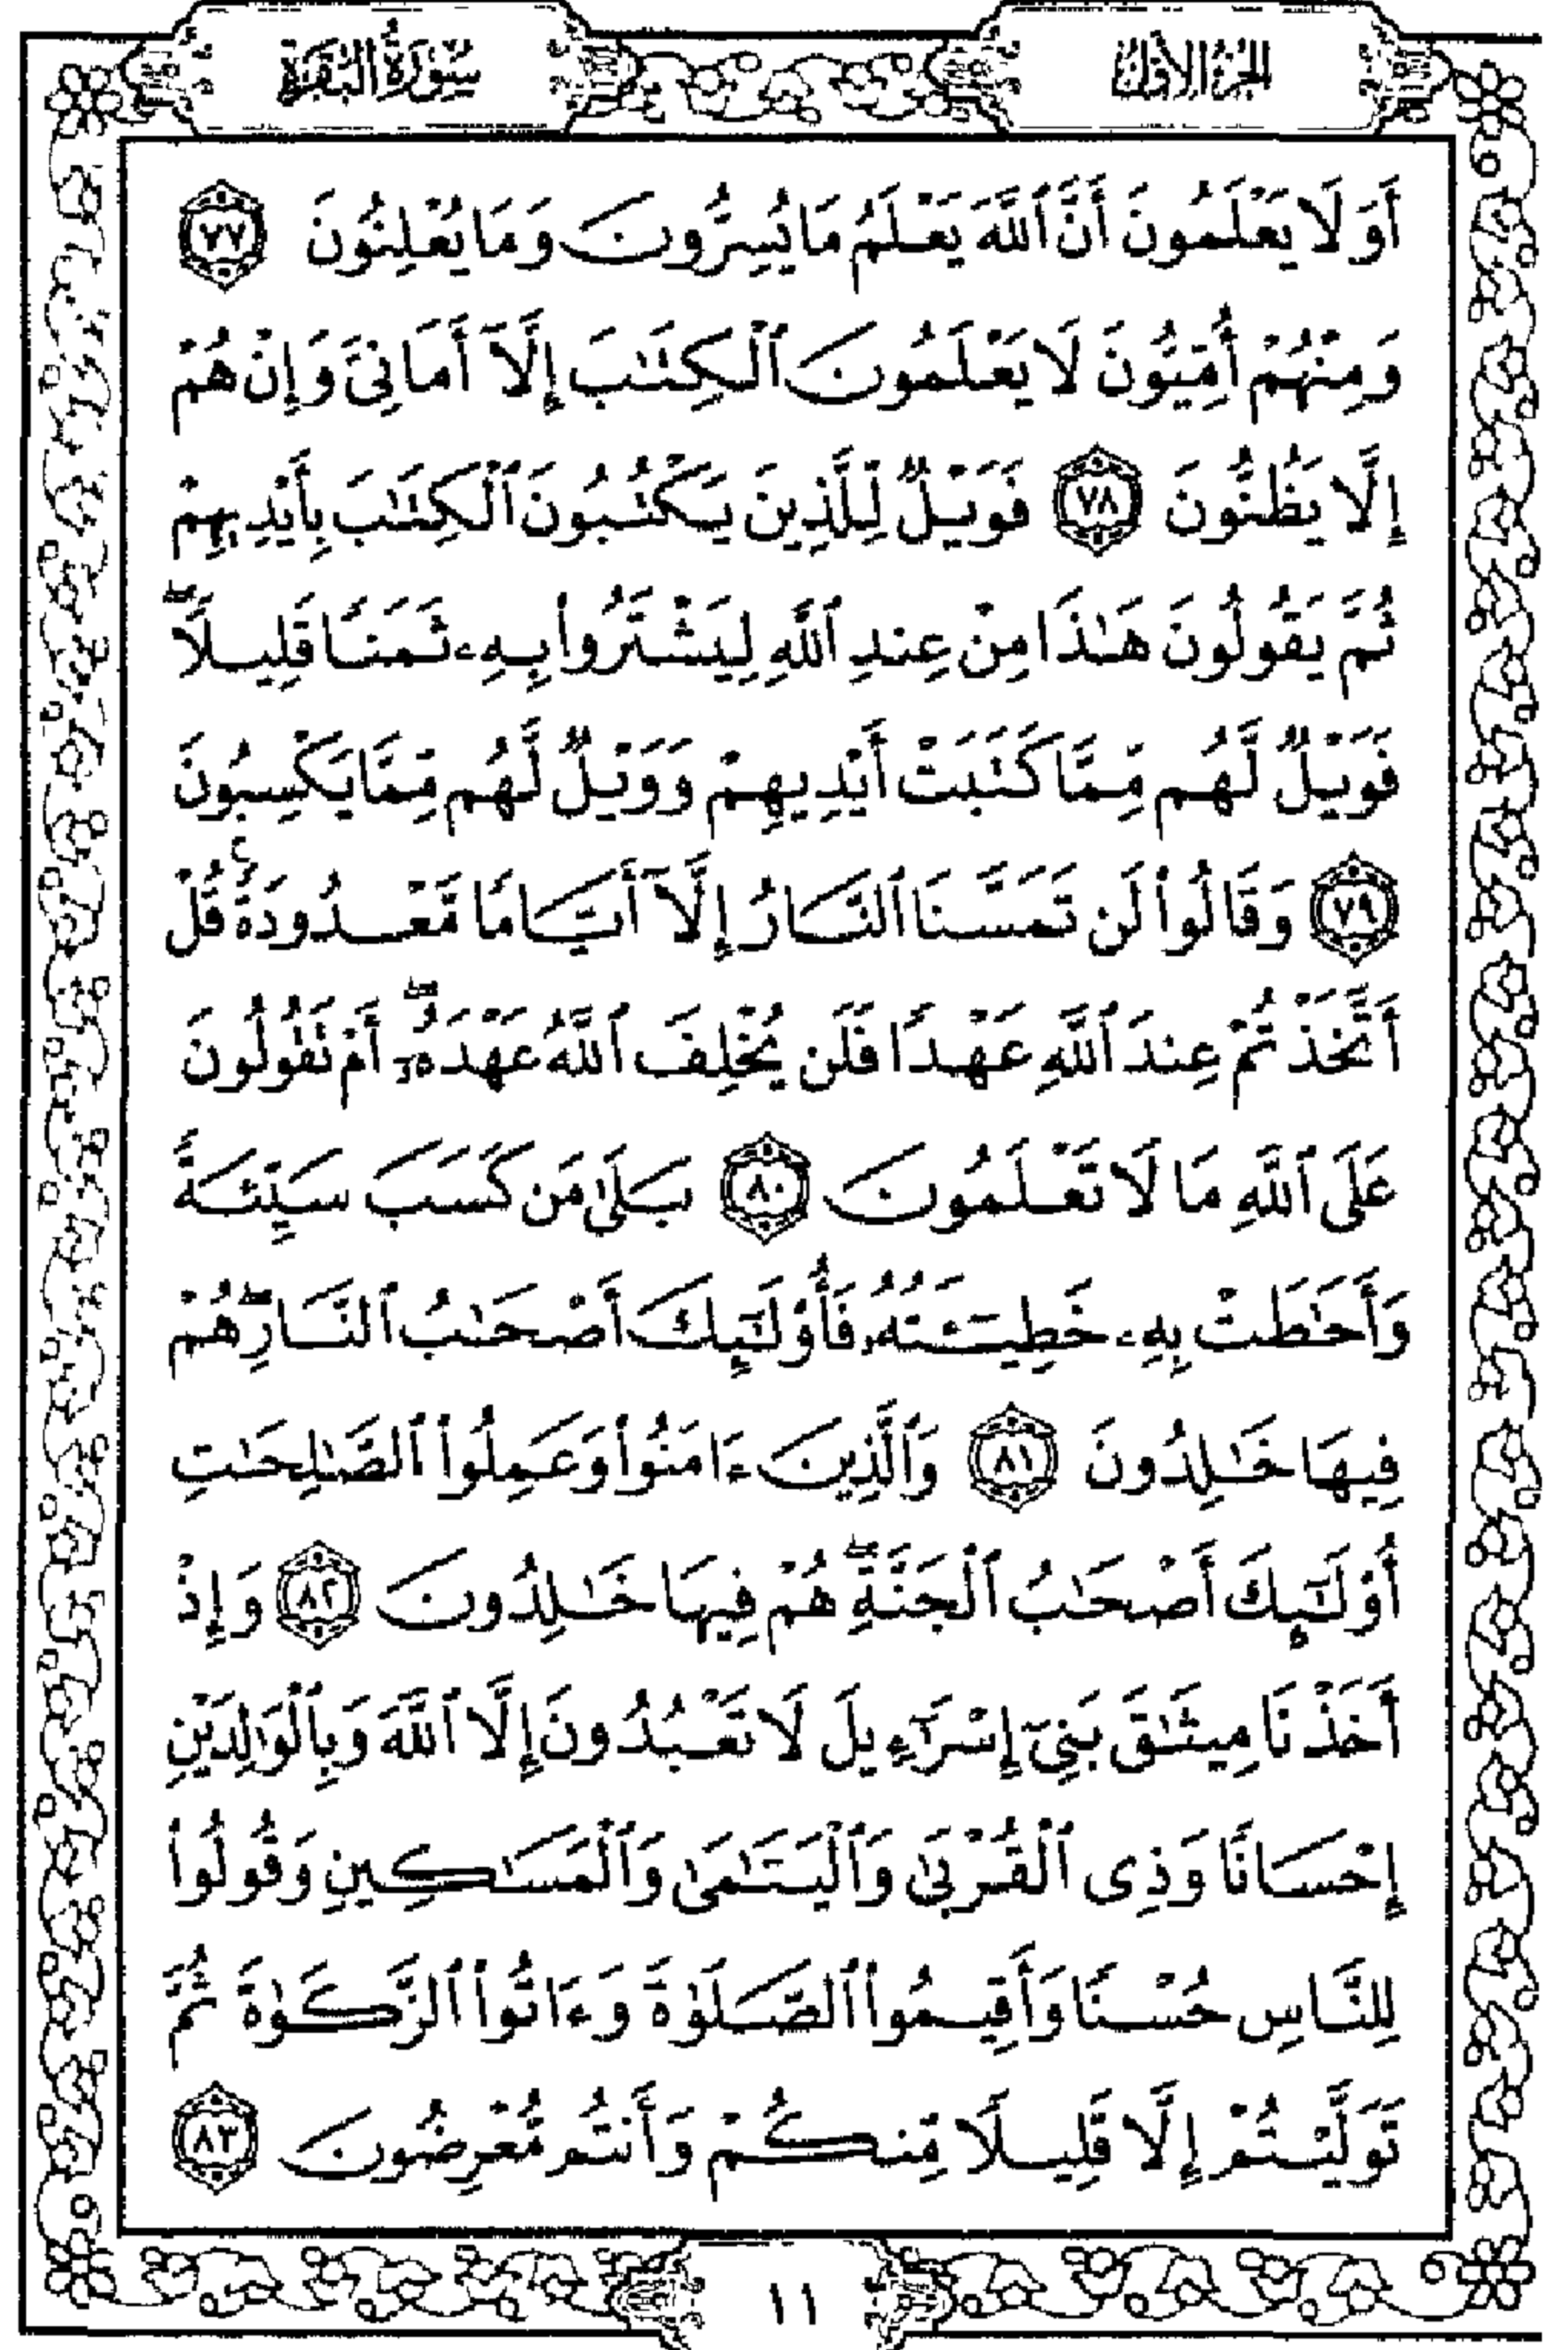 الجزء الأول
سورة البقرة
أَوَلَا يَعْلَمُونَ أَنَّ ٱللَّهَ يَعْلَمُ مَا يُسِرُّونَ وَمَا يُعْلِنُونَ ٧٧
وَمِنْهُمْ أُمِّيُّونَ لَا يَعْلَمُونَ ٱلْكِتَٰبَ إِلَّآ أَمَانِىَّ وَإِنْ هُمْ
إِلَّا يَظُنُّونَ ٧٨ فَوَيْلٌ لِّلَّذِينَ يَكْتُبُونَ ٱلْكِتَٰبَ بِأَيْدِيهِمْ
ثُمَّ يَقُولُونَ هَٰذَا مِنْ عِندِ ٱللَّهِ لِيَشْتَرُوا۟ بِهِۦ ثَمَنًا قَلِيلًا ۖ
فَوَيْلٌ لَّهُم مِّمَّا كَتَبَتْ أَيْدِيهِمْ وَوَيْلٌ لَّهُم مِّمَّا يَكْسِبُونَ
٧٩ وَقَالُوا۟ لَن تَمَسَّنَا ٱلنَّارُ إِلَّآ أَيَّامًا مَّعْدُودَةً ۚ قُلْ
أَتَّخَذْتُمْ عِندَ ٱللَّهِ عَهْدًا فَلَن يُخْلِفَ ٱللَّهُ عَهْدَهُۥٓ ۖ أَمْ تَقُولُونَ
عَلَى ٱللَّهِ مَا لَا تَعْلَمُونَ ٨٠ بَلَىٰ مَن كَسَبَ سَيِّئَةً
وَأَحَٰطَتْ بِهِۦ خَطِيٓـَٔتُهُۥ فَأُو۟لَٰٓئِكَ أَصْحَٰبُ ٱلنَّارِ ۖ هُمْ
فِيهَا خَٰلِدُونَ ٨١ وَٱلَّذِينَ ءَامَنُوا۟ وَعَمِلُوا۟ ٱلصَّٰلِحَٰتِ
أُو۟لَٰٓئِكَ أَصْحَٰبُ ٱلْجَنَّةِ ۖ هُمْ فِيهَا خَٰلِدُونَ ٨٢ وَإِذْ
أَخَذْنَا مِيثَٰقَ بَنِىٓ إِسْرَٰٓءِيلَ لَا تَعْبُدُونَ إِلَّا ٱللَّهَ وَبِٱلْوَٰلِدَيْنِ
إِحْسَانًا وَذِى ٱلْقُرْبَىٰ وَٱلْيَتَٰمَىٰ وَٱلْمَسَٰكِينِ وَقُولُوا۟
لِلنَّاسِ حُسْنًا وَأَقِيمُوا۟ ٱلصَّلَوٰةَ وَءَاتُوا۟ ٱلزَّكَوٰةَ ثُمَّ
تَوَلَّيْتُمْ إِلَّا قَلِيلًا مِّنكُمْ وَأَنتُم مُّعْرِضُونَ ٨٣
١١